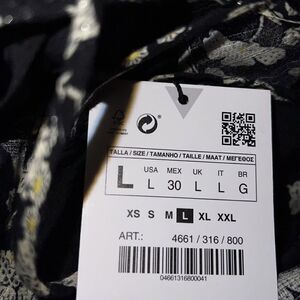 TALLA / SIZE / TAMANHO / TAILLE / MAAT / ΜΕΓΕΘΟΣ
L
USA MEX UK IT BR
L 30 L L G
XS S M L XL XXL
ART.: 4661 / 316 / 800
04661316800041